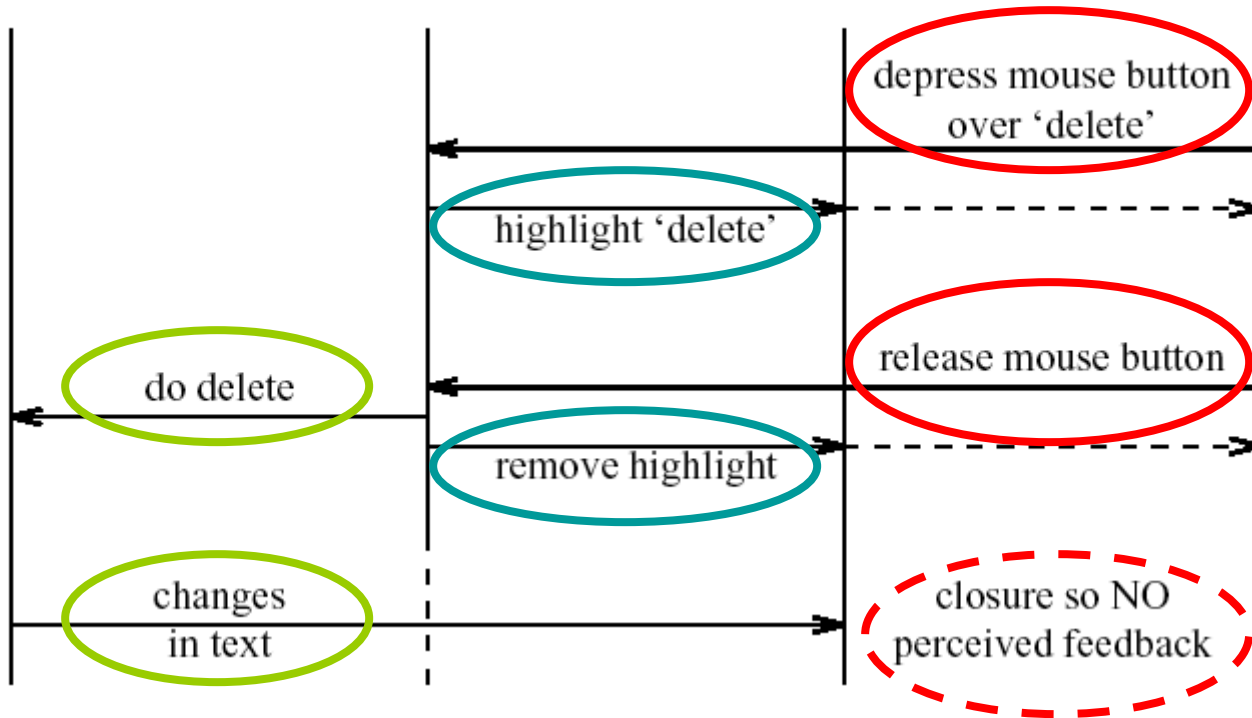 depress mouse button
over ‘delete’
highlight ‘delete’
release mouse button
do delete
remove highlight
changes
in text
closure so NO
perceived feedback